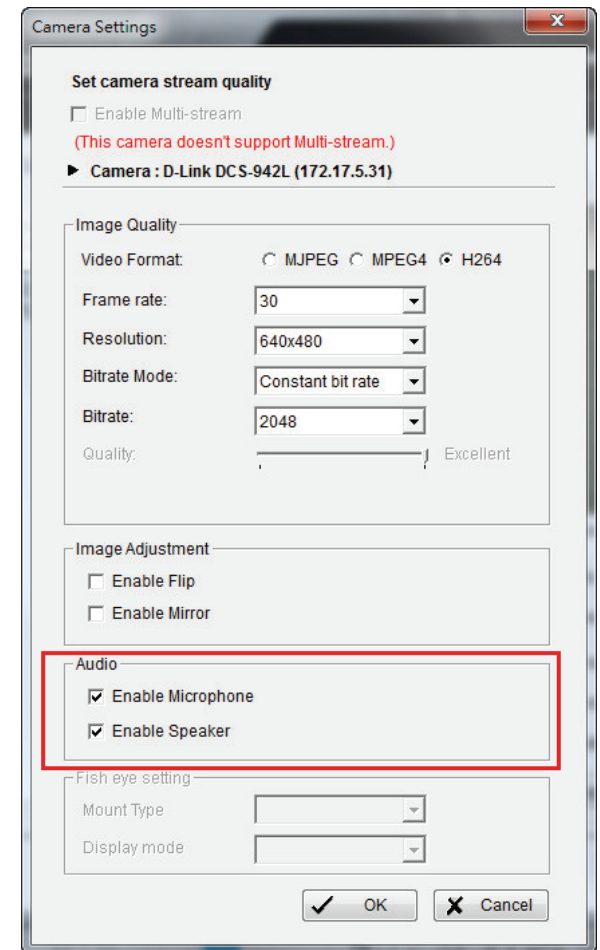 Camera Settings
Set camera stream quality
Enable Multi-stream
(This camera doesn't support Multi-stream.)
Camera : D-Link DCS-942L (172.17.5.31)
Image Quality
Video Format: MJPEG MPEG4 H264
Frame rate: 30
Resolution: 640x480
Bitrate Mode: Constant bit rate
Bitrate: 2048
Quality: Excellent
Image Adjustment
Enable Flip
Enable Mirror
Audio
Enable Microphone
Enable Speaker
Fish eye setting
Mount Type
Display mode
OK Cancel